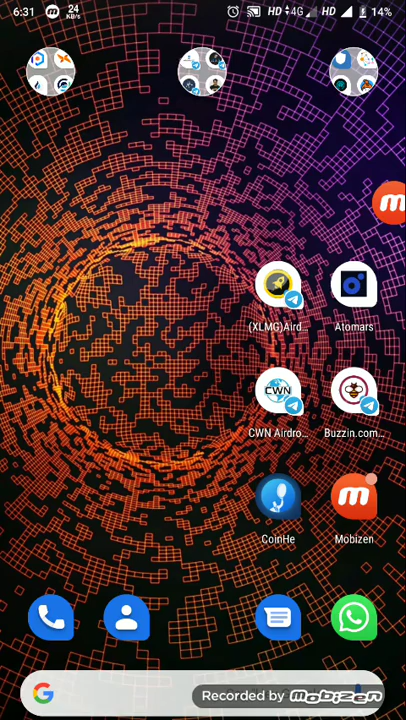 6:31 24 KB/s HD 4G HD 14%
(XLMG)Aird Atomars
CWN
CWN Airdro... Buzzin.com...
CoinHe Mobizen
Recorded by mobizen